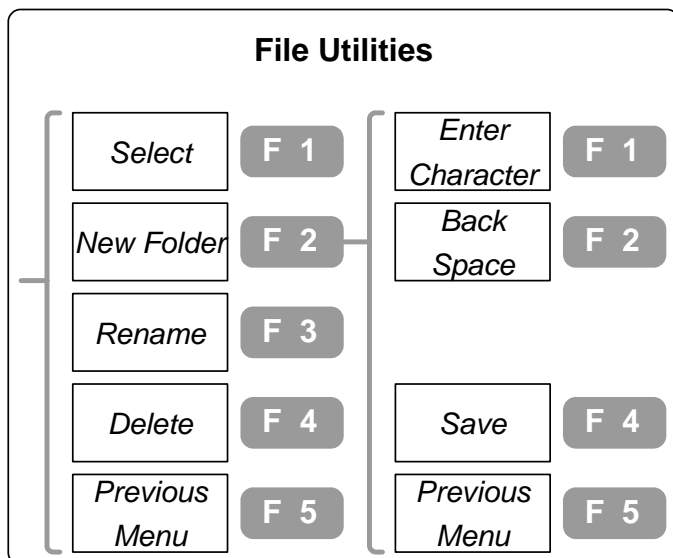 File Utilities
Select F 1
New Folder F 2
Rename F 3
Delete F 4
Previous
Menu F 5
Enter
Character F 1
Back
Space F 2
Save F 4
Previous
Menu F 5